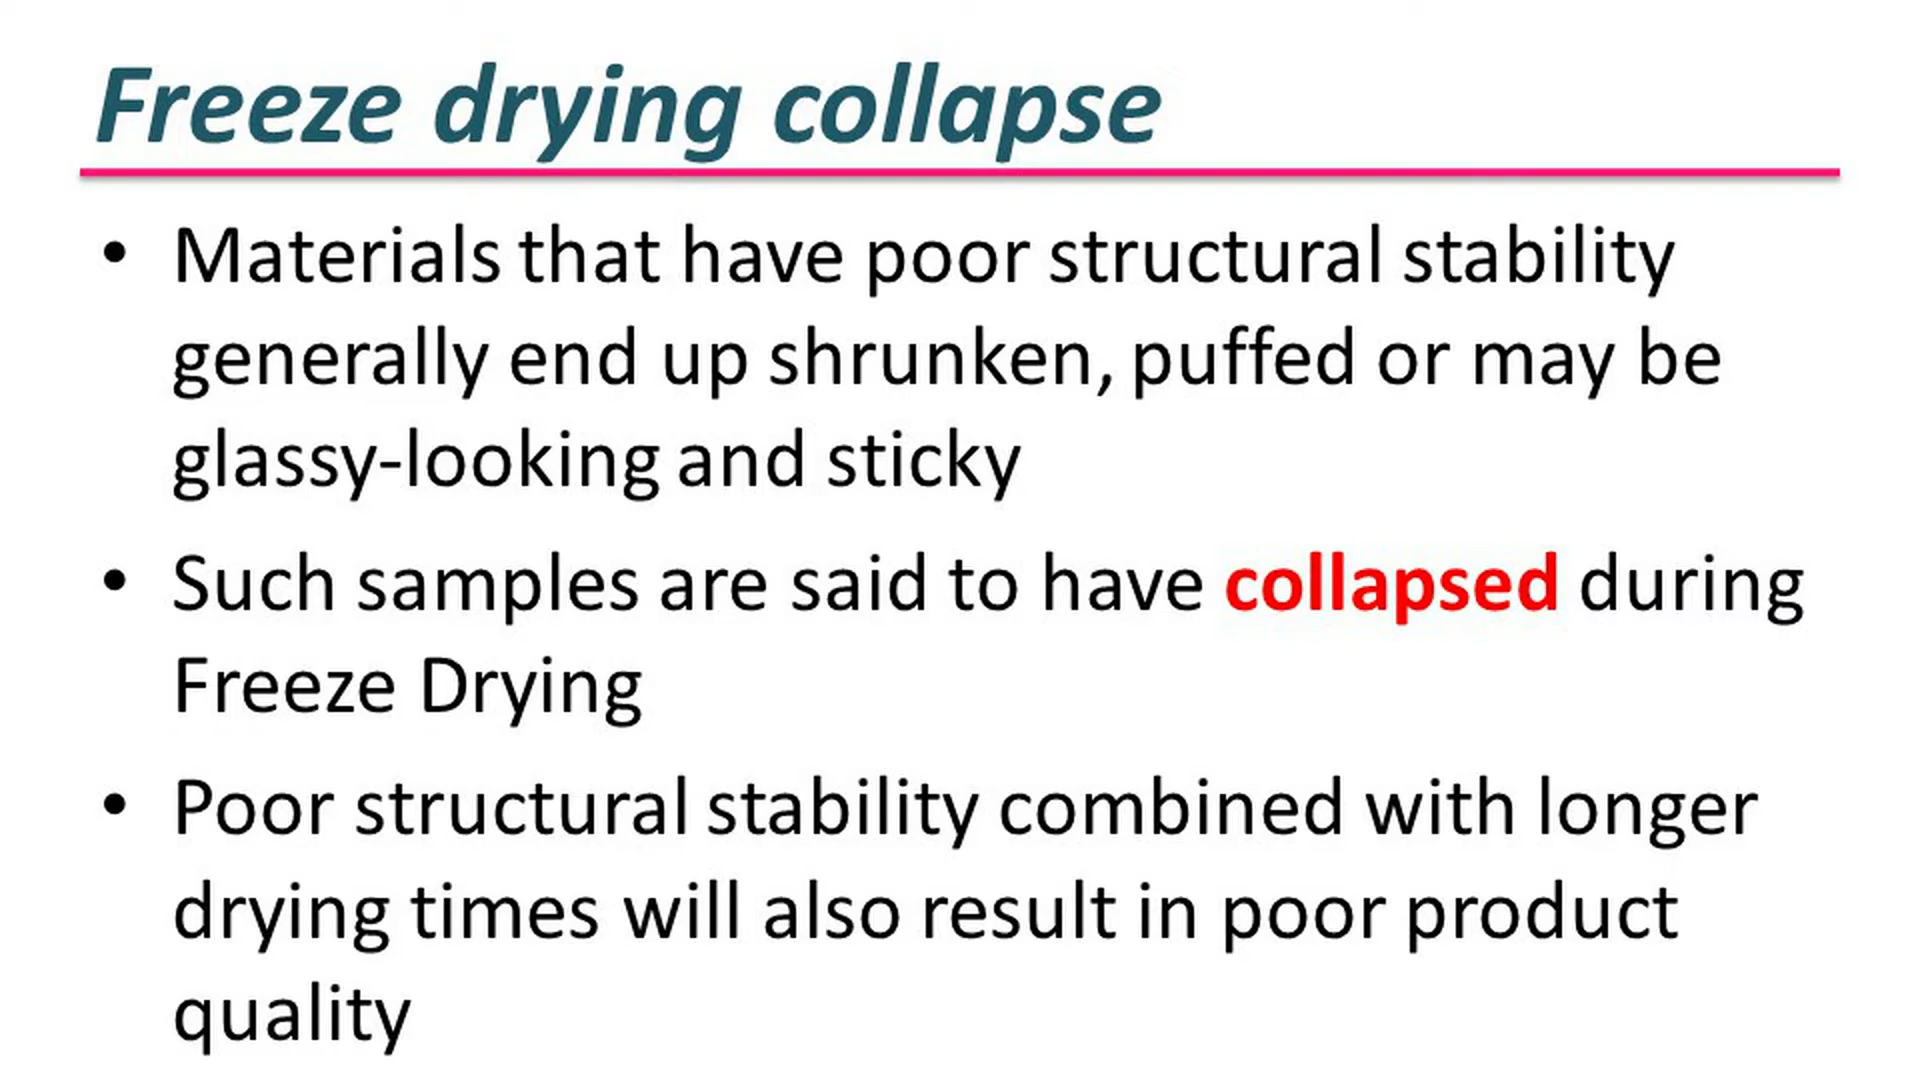 Freeze drying collapse
• Materials that have poor structural stability
generally end up shrunken, puffed or may be
glassy-looking and sticky
• Such samples are said to have collapsed during
Freeze Drying
• Poor structural stability combined with longer
drying times will also result in poor product
quality